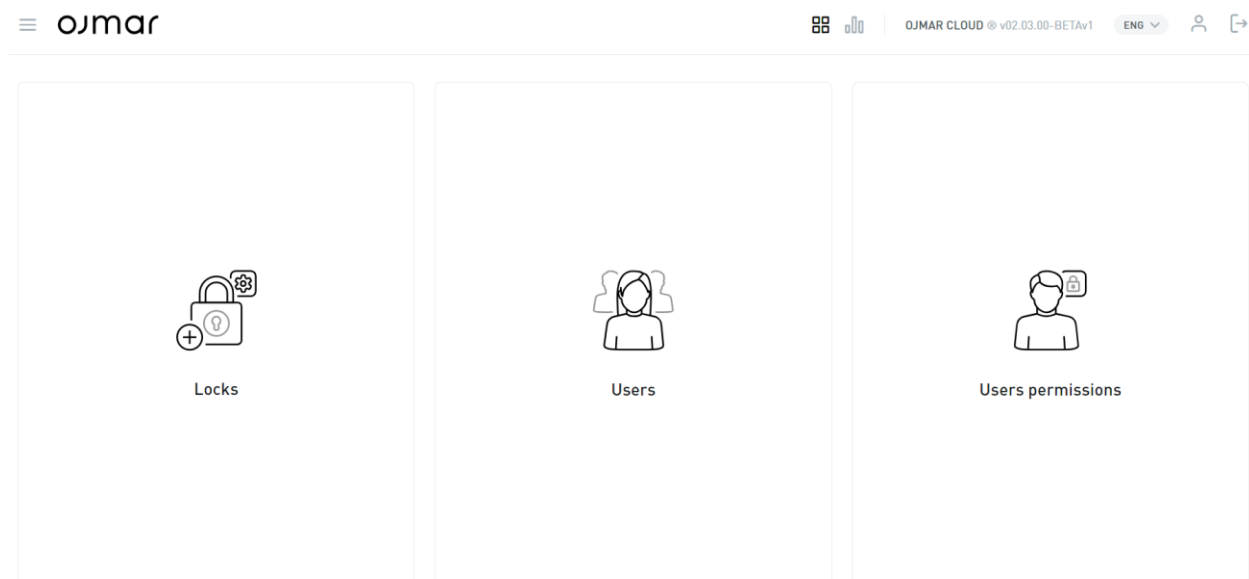 ojmar
OJMAR CLOUD ® v02.03.00-BETAv1
ENG
Locks
Users
Users permissions